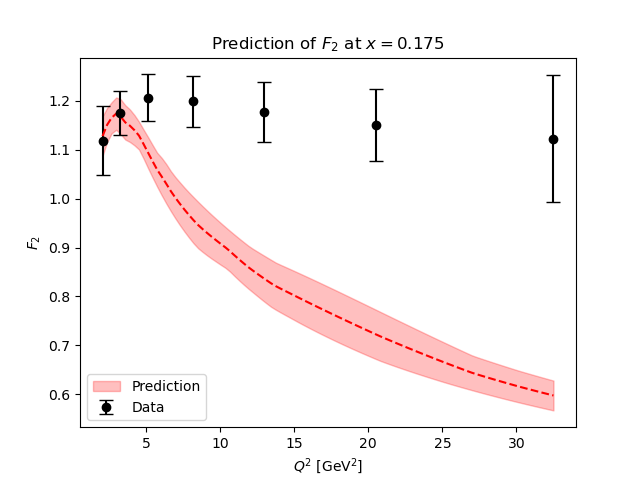 Prediction of $F_2$ at $x = 0.175$
1.2
1.1
1.0
0.9
0.8
0.7
0.6
$F_2$
Prediction
Data
5
10
15
20
25
30
$Q^2$ [GeV$^2$]